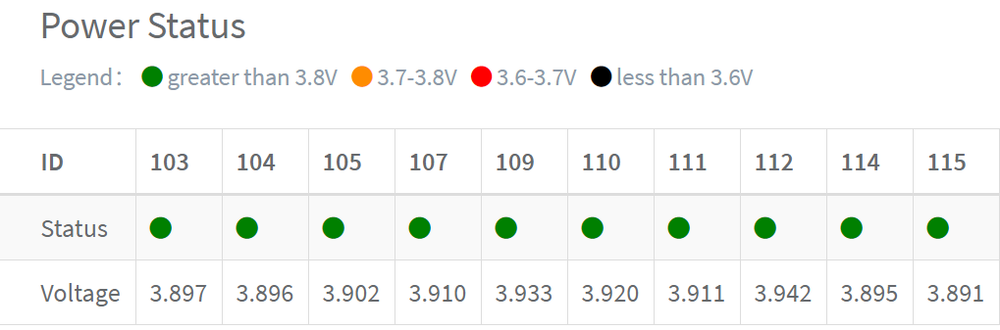 Power Status
Legend： greater than 3.8V 3.7-3.8V 3.6-3.7V less than 3.6V
ID 103 104 105 107 109 110 111 112 114 115
Status
Voltage 3.897 3.896 3.902 3.910 3.933 3.920 3.911 3.942 3.895 3.891